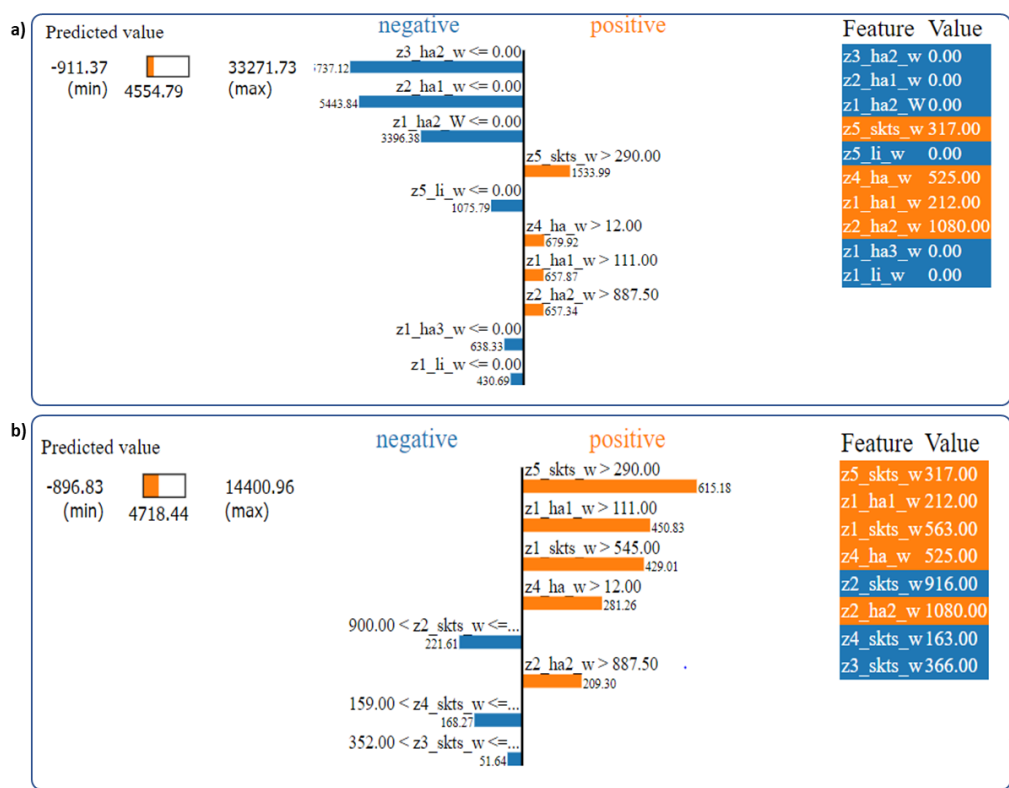 a)
Predicted value
-911.37
(min)
4554.79
33271.73
(max)
negative
positive
z3_ha2_w <= 0.00
z2_ha1_w <= 0.00
5443.84
z1_ha2_W <= 0.00
3396.38
z5_skts_w > 290.00
1533.99
z5_li_w <= 0.00
1075.79
z4_ha_w > 12.00
679.92
z1_ha1_w > 111.00
657.87
z2_ha2_w > 887.50
657.34
z1_ha3_w <= 0.00
638.33
z1_li_w <= 0.00
430.69
Feature Value
z3_ha2_w 0.00
z2_ha1_w 0.00
z1_ha2_W 0.00
z5_skts_w 317.00
z5_li_w 0.00
z4_ha_w 525.00
z1_ha1_w 212.00
z2_ha2_w 1080.00
z1_ha3_w 0.00
z1_li_w 0.00
b)
Predicted value
-896.83
(min)
4718.44
14400.96
(max)
negative
positive
z5_skts_w > 290.00
615.18
z1_ha1_w > 111.00
450.83
z1_skts_w > 545.00
429.01
z4_ha_w > 12.00
281.26
900.00 < z2_skts_w <=...
221.61
z2_ha2_w > 887.50
209.30
159.00 < z4_skts_w <=...
168.27
352.00 < z3_skts_w <=...
51.64
Feature Value
z5_skts_w 317.00
z1_ha1_w 212.00
z1_skts_w 563.00
z4_ha_w 525.00
z2_skts_w 916.00
z2_ha2_w 1080.00
z4_skts_w 163.00
z3_skts_w 366.00